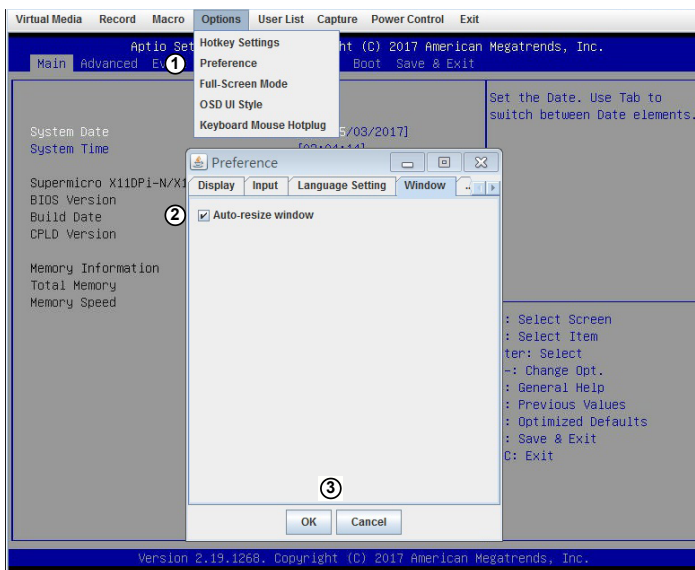 Virtual Media Record Macro Options User List Capture Power Control Exit
Aptio Set ht (C) 2017 American Megatrends, Inc.
Main Advanced Ev Boot Save & Exit
Hotkey Settings
① Preference
Full-Screen Mode
OSD UI Style
Keyboard Mouse Hotplug
Set the Date. Use Tab to
switch between Date elements.
System Date /03/2017]
System Time
Preference
Display Input Language Setting Window ..
② Auto-resize window
Supermicro X11DPi-N/X1
BIOS Version
Build Date
CPLD Version
Memory Information
Total Memory
Memory Speed
: Select Screen
: Select Item
ter: Select
-: Change Opt.
: General Help
: Previous Values
: Optimized Defaults
: Save & Exit
C: Exit
③
OK Cancel
Version 2.19.1268. Copyright (C) 2017 American Megatrends, Inc.